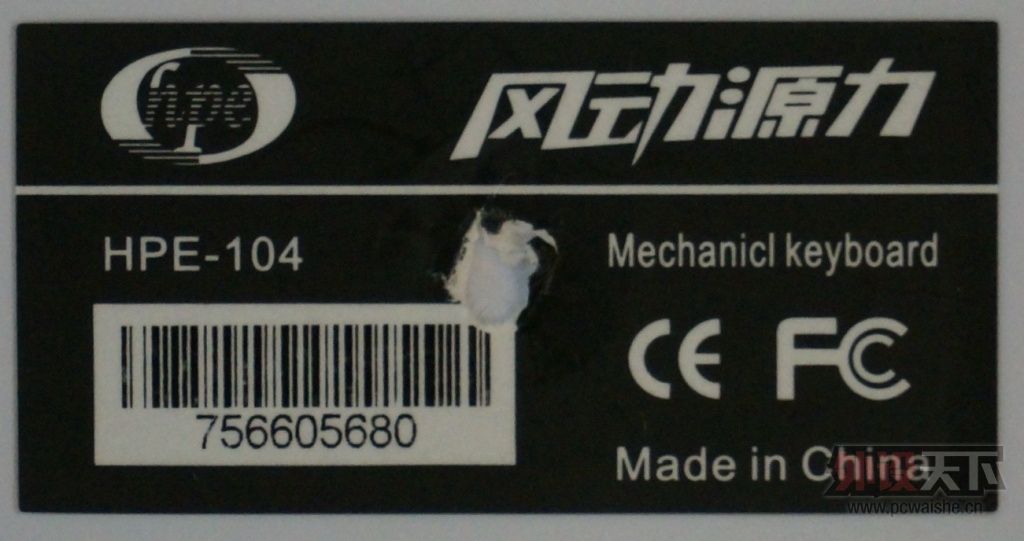 hpe 风动源力
HPE-104
Mechanicl keyboard
CE FC
756605680
Made in China
外设天下
www.pcwaishe.cn